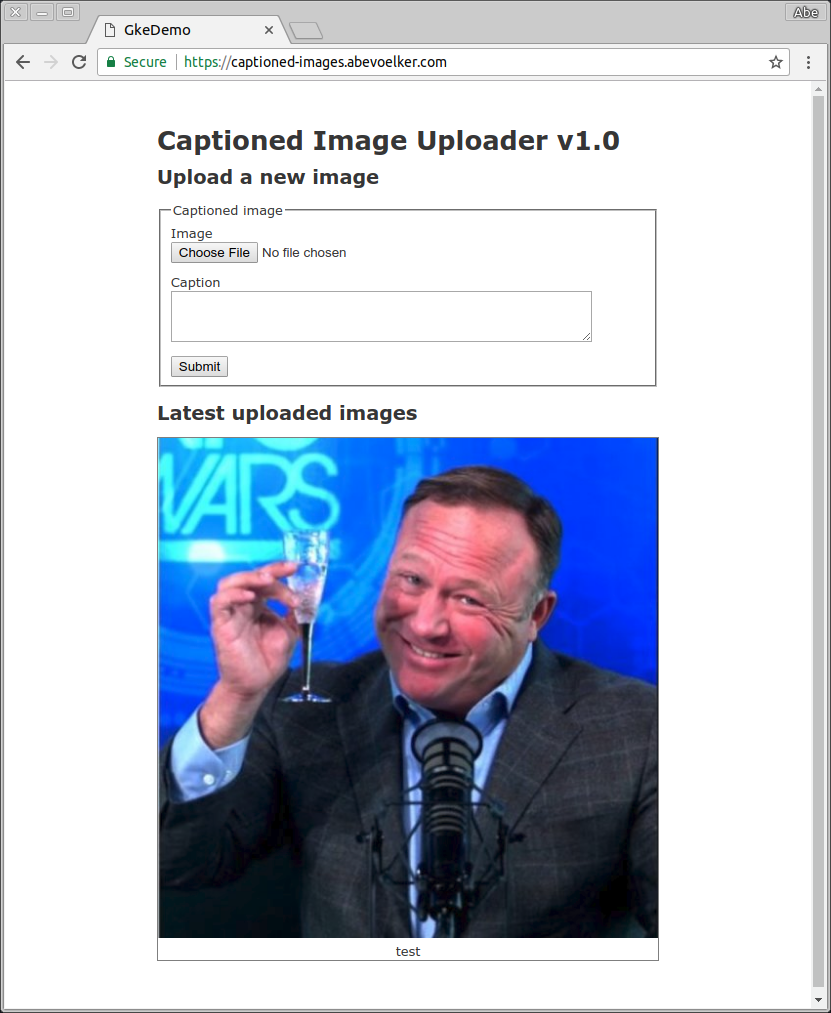 Abe
GkeDemo
Secure
https://captioned-images.abevoelker.com
Captioned Image Uploader v1.0
Upload a new image
Captioned image
Image
Choose File No file chosen
Caption
Submit
Latest uploaded images
WARS
test